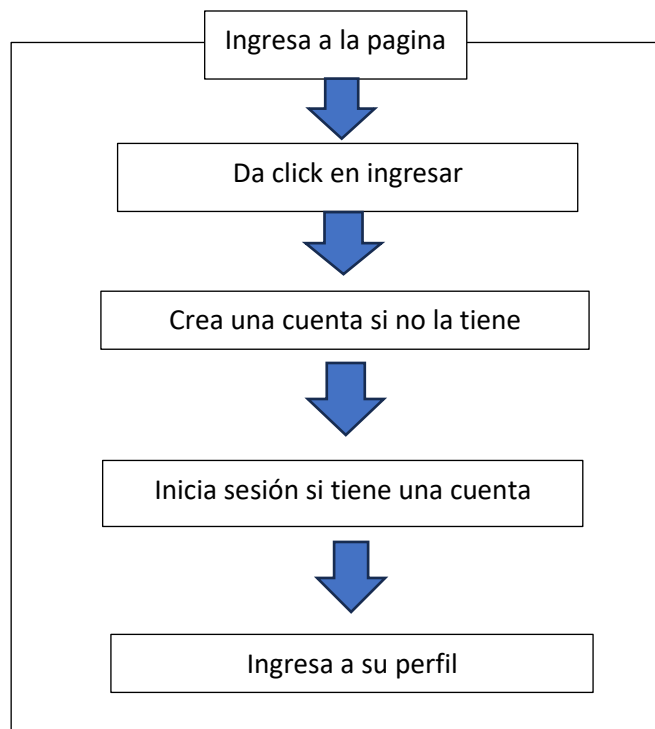 Ingresa a la pagina
Da click en ingresar
Crea una cuenta si no la tiene
Inicia sesión si tiene una cuenta
Ingresa a su perfil